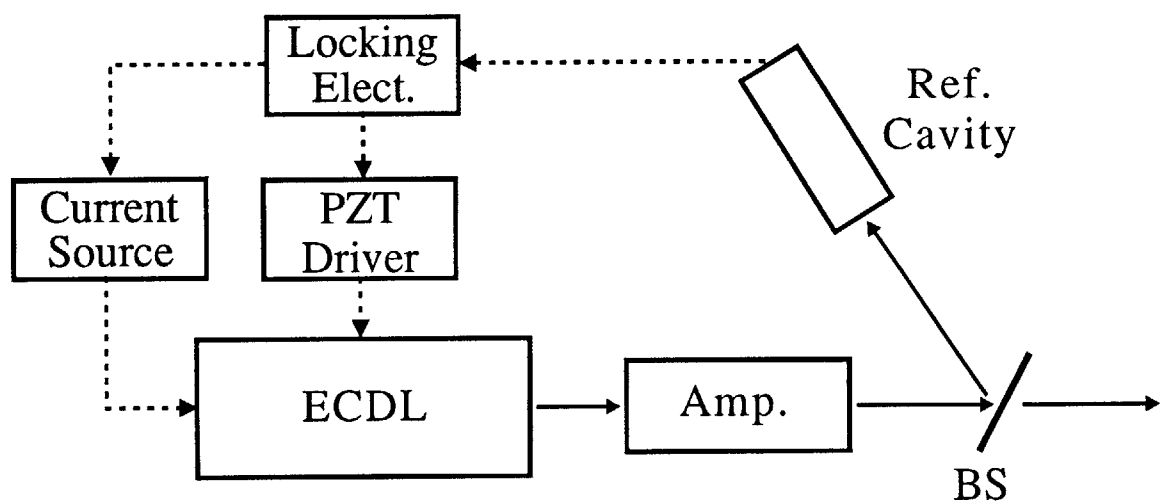 Locking
Elect.
Ref.
Cavity
Current
Source
PZT
Driver
ECDL
Amp.
BS